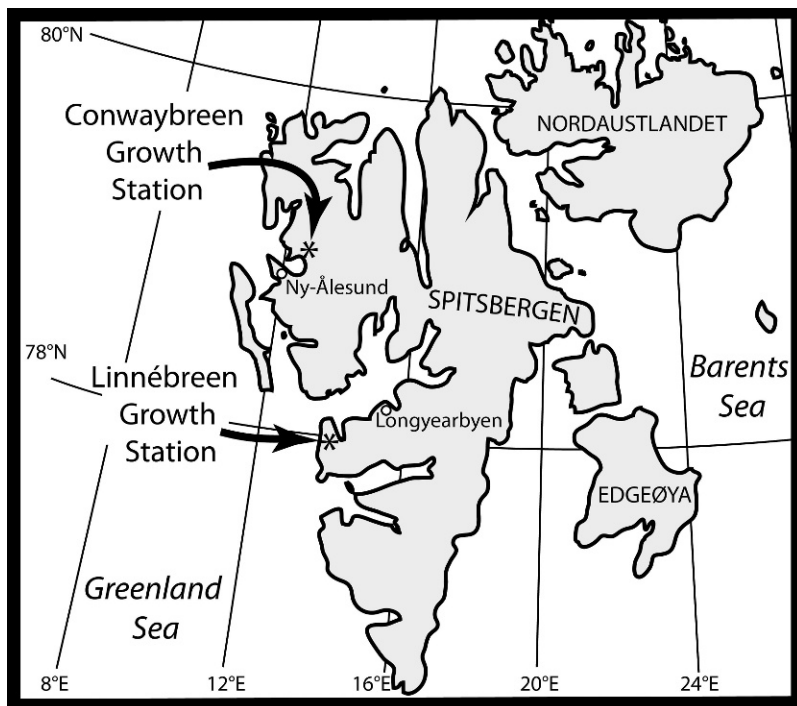 80°N
Conwaybreen
Growth
Station
NORDAUSTLANDET
*
Ny-Ålesund
SPITSBERGEN
78°N
Linnébreen
Growth
Station
*
Longyearbyen
Barents
Sea
EDGEØYA
Greenland
Sea
8°E
12°E
16°E
20°E
24°E